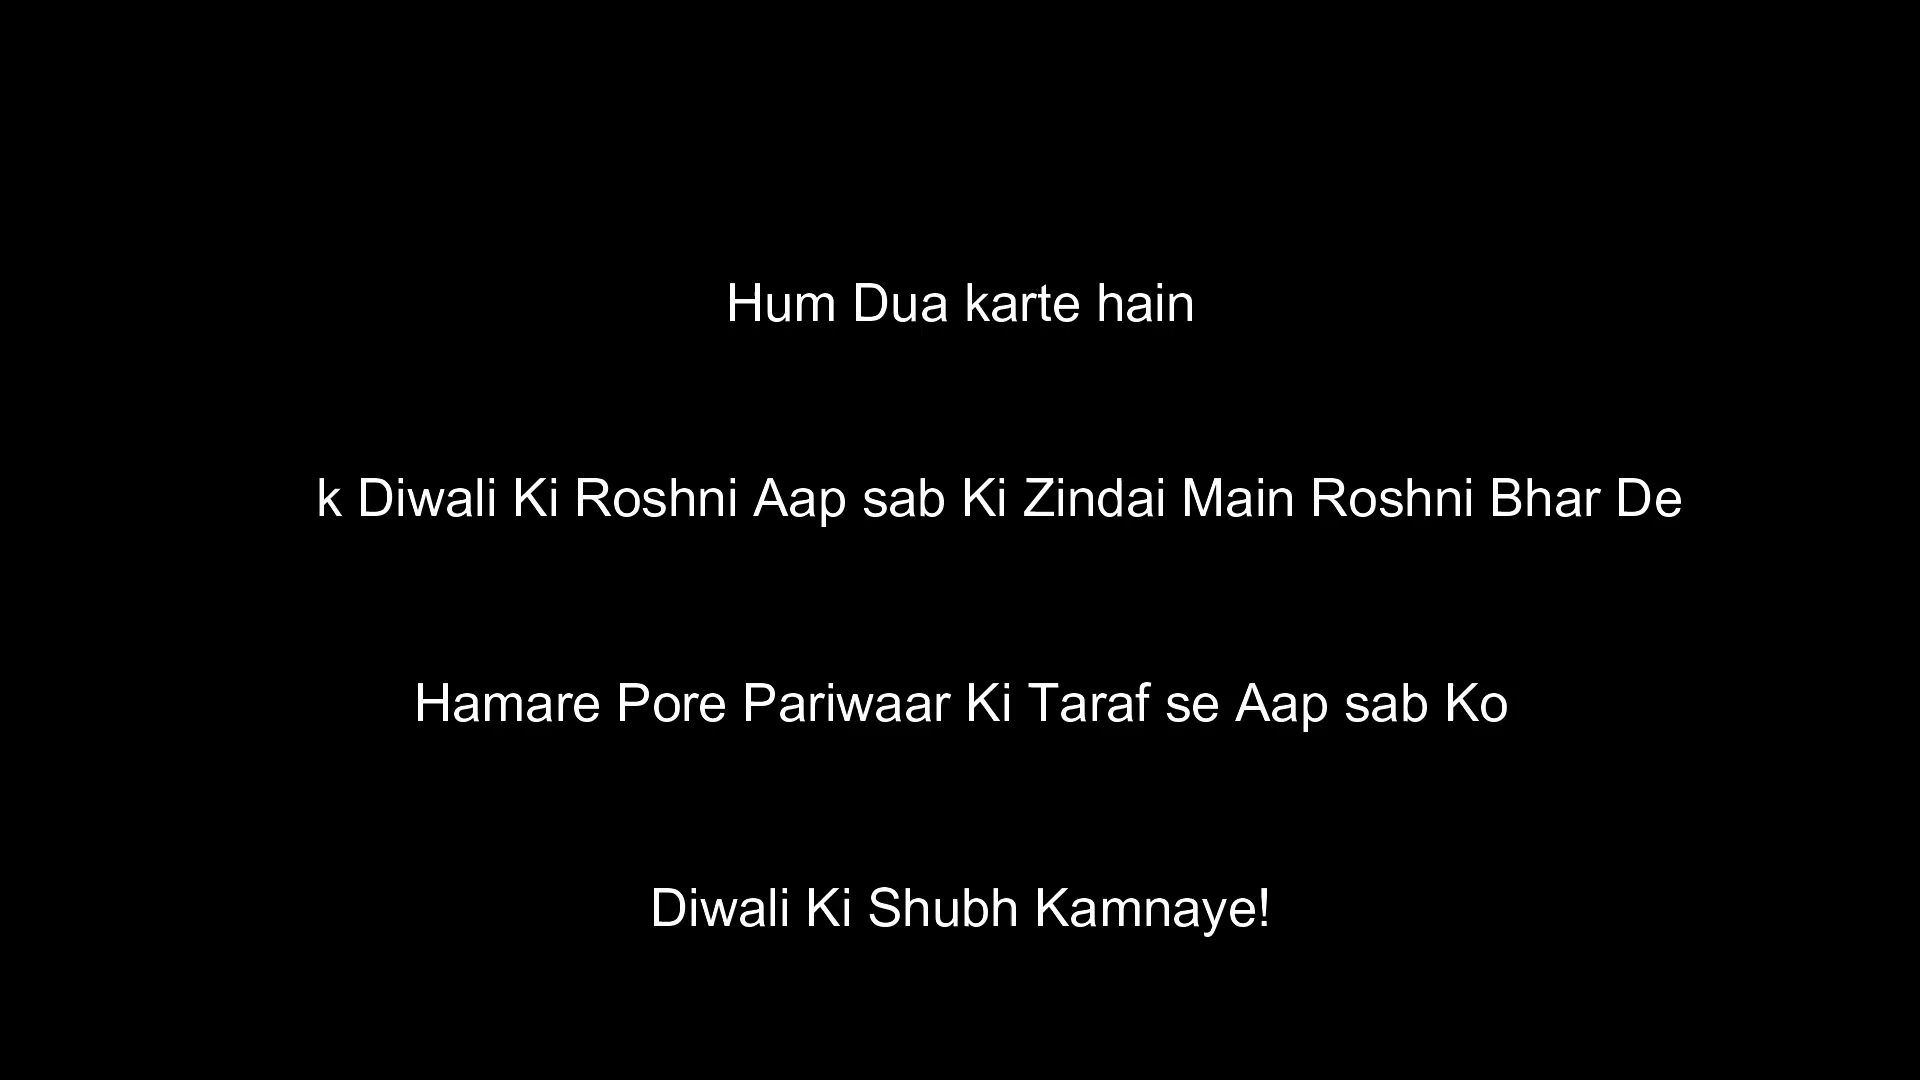 Hum Dua karte hain
k Diwali Ki Roshni Aap sab Ki Zindai Main Roshni Bhar De
Hamare Pore Pariwaar Ki Taraf se Aap sab Ko
Diwali Ki Shubh Kamnaye!